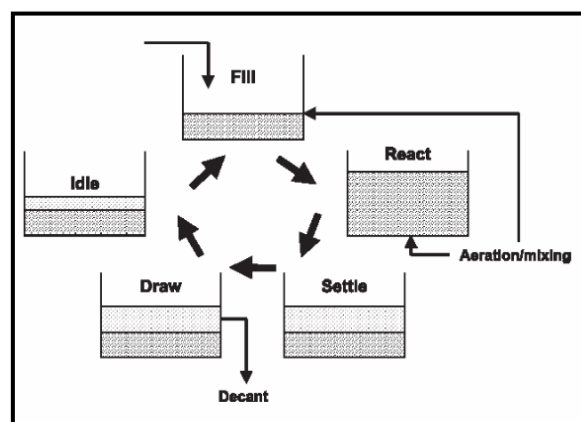 Fill
React
Idle
Aeration/mixing
Draw
Settle
Decant